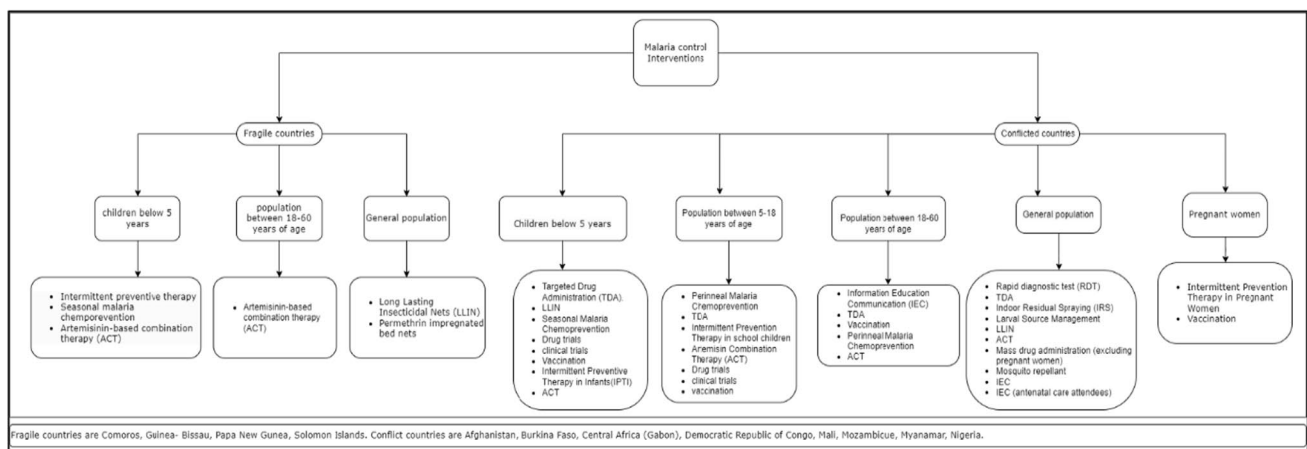 Malaria control
Interventions
Fragile countries
Conflicted countries
children below 5
years
population
between 18-60
years of age
General population
Children below 5 years
Population between 5-18
years of age
Population between 18-60
years of age
General population
Pregnant women
• Intermittent preventive therapy
• Seasonal malaria
chemporevention
• Artemisinin-based combination
therapy (ACT)
• Artemisinin-based
combination therapy
(ACT)
• Long Lasting
Insecticidal Nets (LLIN)
• Permethrin impregnated
bed nets
• Targeted Drug
Administration (TDA).
• LLIN
• Seasonal Malaria
Chemoprevention
• Drug trials
• clinical trials
• Vaccination
• Intermittent Preventive
Therapy in Infants(IPTI)
• ACT
• Perinneal Malaria
Chemoprevention
• TDA
• Intermittent Prevention
Therapy in school children
• Aremisin Combination
Therapy (ACT)
• Drug trials
• clinical trials
• vaccination
• Information Education
Communication (IEC)
• TDA
• Vaccination
• Perinneal Malaria
Chemoprevention
• ACT
• Rapid diagnostic test (RDT)
• TDA
• Indoor Residual Spraying (IRS)
• Larval Source Management
• LLIN
• ACT
• Mass drug administration (excluding
pregnant women)
• Mosquito repellant
• IEC
• IEC (antenatal care attendees)
• Intermittent Prevention
Therapy in Pregnant
Women
• Vaccination
Fragile countries are Comoros, Guinea- Bissau, Papa New Gunea, Solomon Islands. Conflict countries are Afghanistan, Burkina Faso, Central Africa (Gabon), Democratic Republic of Congo, Mali, Mozambicue, Myanamar, Nigeria.